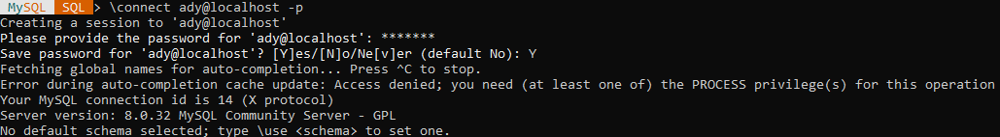 MySQL SQL > \connect ady@localhost -p
Creating a session to 'ady@localhost'
Please provide the password for 'ady@localhost': *******
Save password for 'ady@localhost'? [Y]es/[N]o/Ne[v]er (default No): Y
Fetching global names for auto-completion... Press ^C to stop.
Error during auto-completion cache update: Access denied; you need (at least one of) the PROCESS privilege(s) for this operation
Your MySQL connection id is 14 (X protocol)
Server version: 8.0.32 MySQL Community Server - GPL
No default schema selected; type \use <schema> to set one.